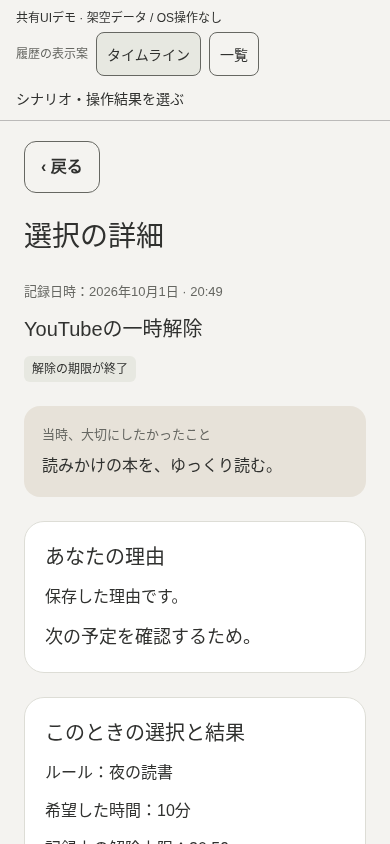 共有UIデモ · 架空データ / OS操作なし
履歴の表示案 タイムライン 一覧
シナリオ・操作結果を選ぶ
‹ 戻る
選択の詳細
記録日時：2026年10月1日 · 20:49
YouTubeの一時解除
解除の期限が終了
当時、大切にしたかったこと
読みかけの本を、ゆっくり読む。
あなたの理由
保存した理由です。
次の予定を確認するため。
このときの選択と結果
ルール：夜の読書
希望した時間：10分